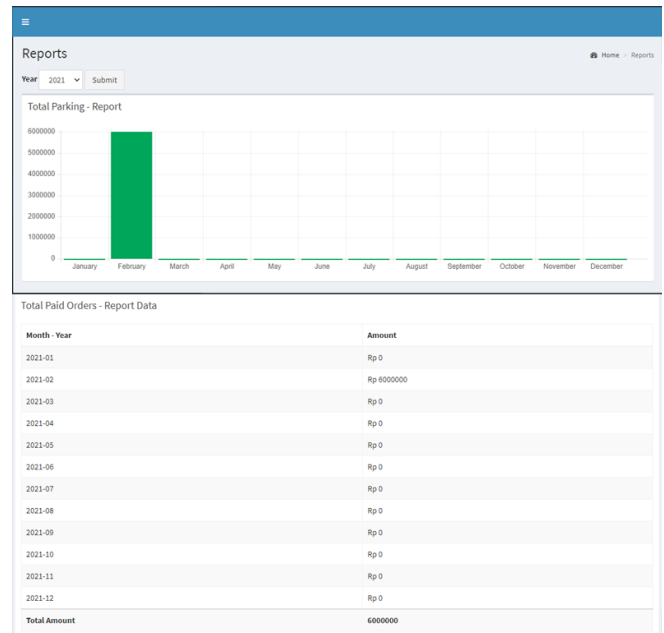 Reports
Home > Reports
Year 2021 Submit
Total Parking - Report
6000000
5000000
4000000
3000000
2000000
1000000
0
January February March April May June July August September October November December
Total Paid Orders - Report Data
Month - Year Amount
2021-01 Rp 0
2021-02 Rp 6000000
2021-03 Rp 0
2021-04 Rp 0
2021-05 Rp 0
2021-06 Rp 0
2021-07 Rp 0
2021-08 Rp 0
2021-09 Rp 0
2021-10 Rp 0
2021-11 Rp 0
2021-12 Rp 0
Total Amount 6000000